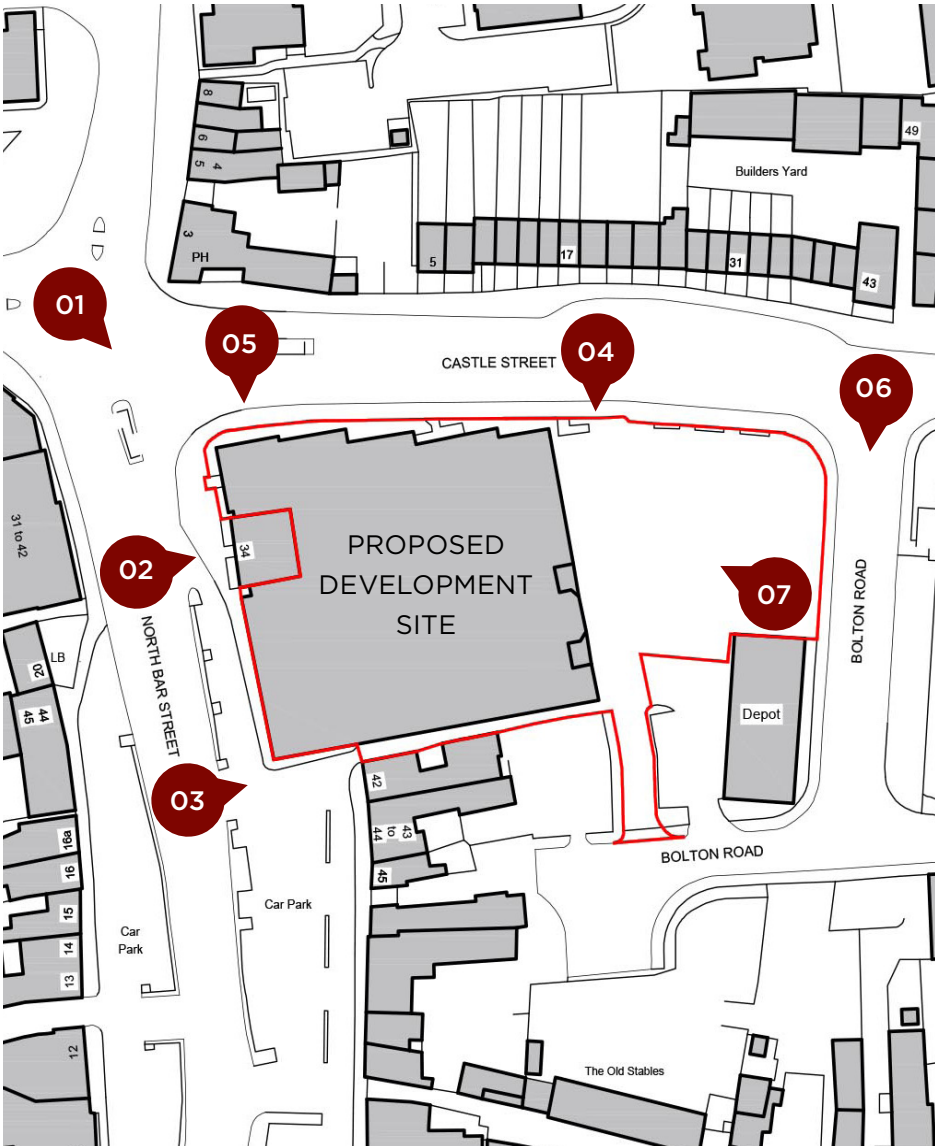 8
6
5 4
3
PH
5
17
31
43
49
Builders Yard
01
05
CASTLE STREET
04
06
31 to 42
34
PROPOSED
DEVELOPMENT
SITE
02
07
BOLTON ROAD
LB
20
44
45
NORTH BAR STREET
Depot
03
42
43
to
44
45
BOLTON ROAD
16a
16
15
14
13
Car
Park
Car Park
12
The Old Stables